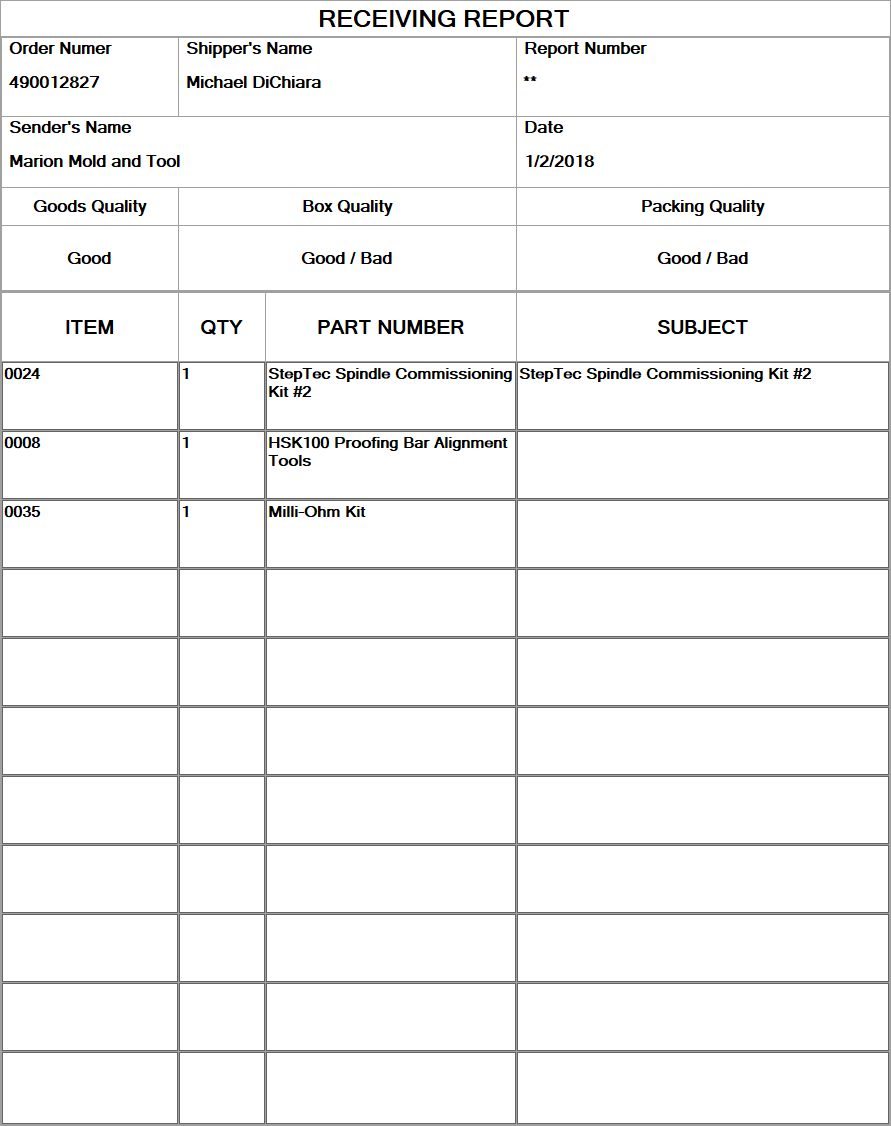 RECEIVING REPORT
Order Numer
Shipper's Name
Report Number
490012827
Michael DiChiara
**
Sender's Name
Date
Marion Mold and Tool
1/2/2018
Goods Quality
Box Quality
Packing Quality
Good
Good / Bad
Good / Bad
ITEM
QTY
PART NUMBER
SUBJECT
0024
1
StepTec Spindle Commissioning
Kit #2
StepTec Spindle Commissioning Kit #2
0008
1
HSK100 Proofing Bar Alignment
Tools
0035
1
Milli-Ohm Kit